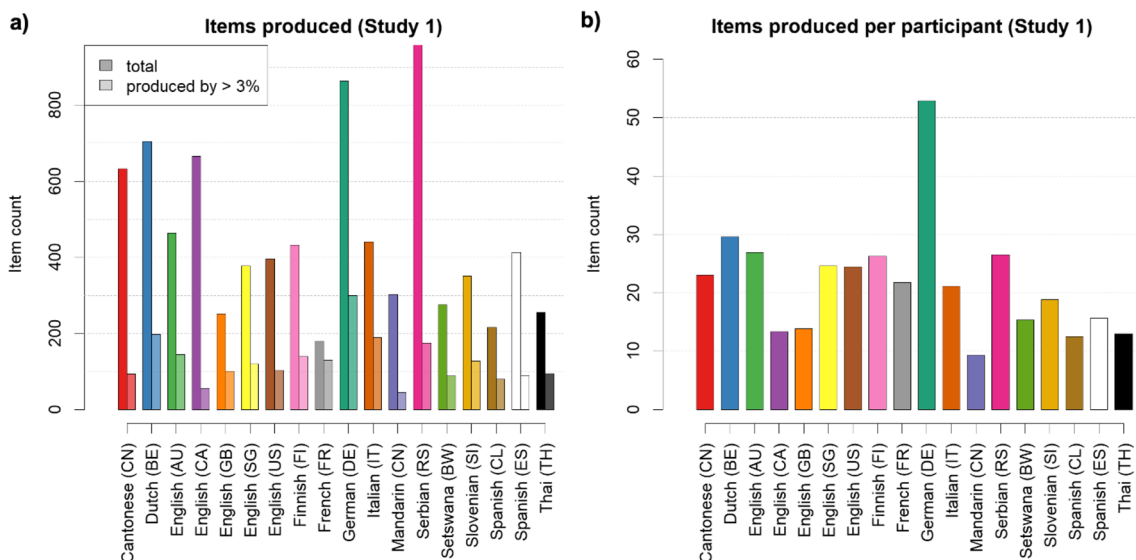 a)
Items produced (Study 1)
total
produced by > 3%
Item count
0
200
400
600
800
Cantonese (CN)
Dutch (BE)
English (AU)
English (CA)
English (GB)
English (SG)
English (US)
Finnish (FI)
French (FR)
German (DE)
Italian (IT)
Mandarin (CN)
Serbian (RS)
Setswana (BW)
Slovenian (SI)
Spanish (CL)
Spanish (ES)
Thai (TH)
b)
Items produced per participant (Study 1)
Item count
0
10
20
30
40
50
60
Cantonese (CN)
Dutch (BE)
English (AU)
English (CA)
English (GB)
English (SG)
English (US)
Finnish (FI)
French (FR)
German (DE)
Italian (IT)
Mandarin (CN)
Serbian (RS)
Setswana (BW)
Slovenian (SI)
Spanish (CL)
Spanish (ES)
Thai (TH)